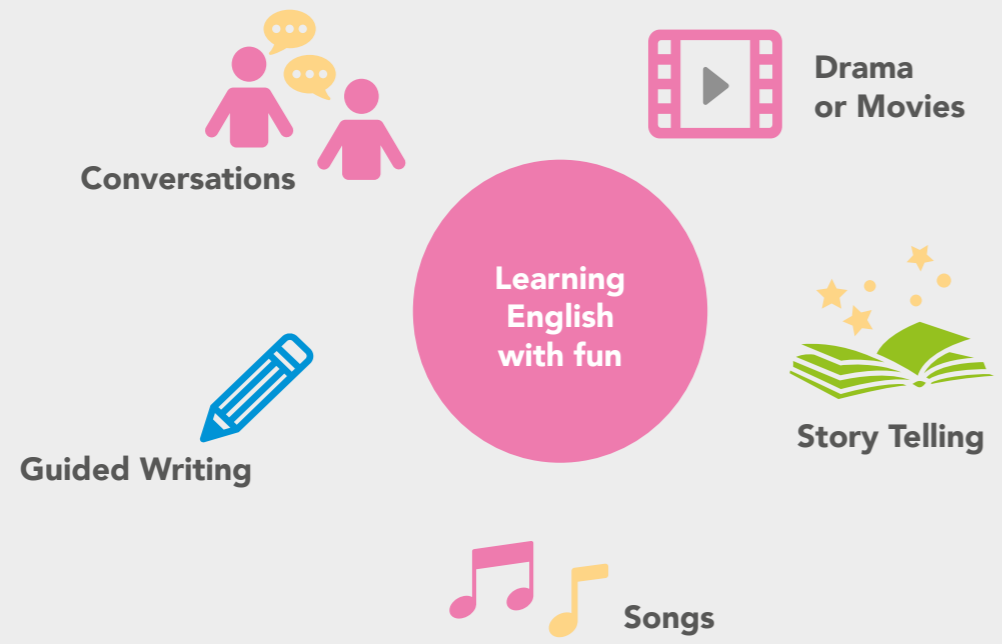 Drama
or Movies
Conversations
Learning
English
with fun
Story Telling
Guided Writing
Songs